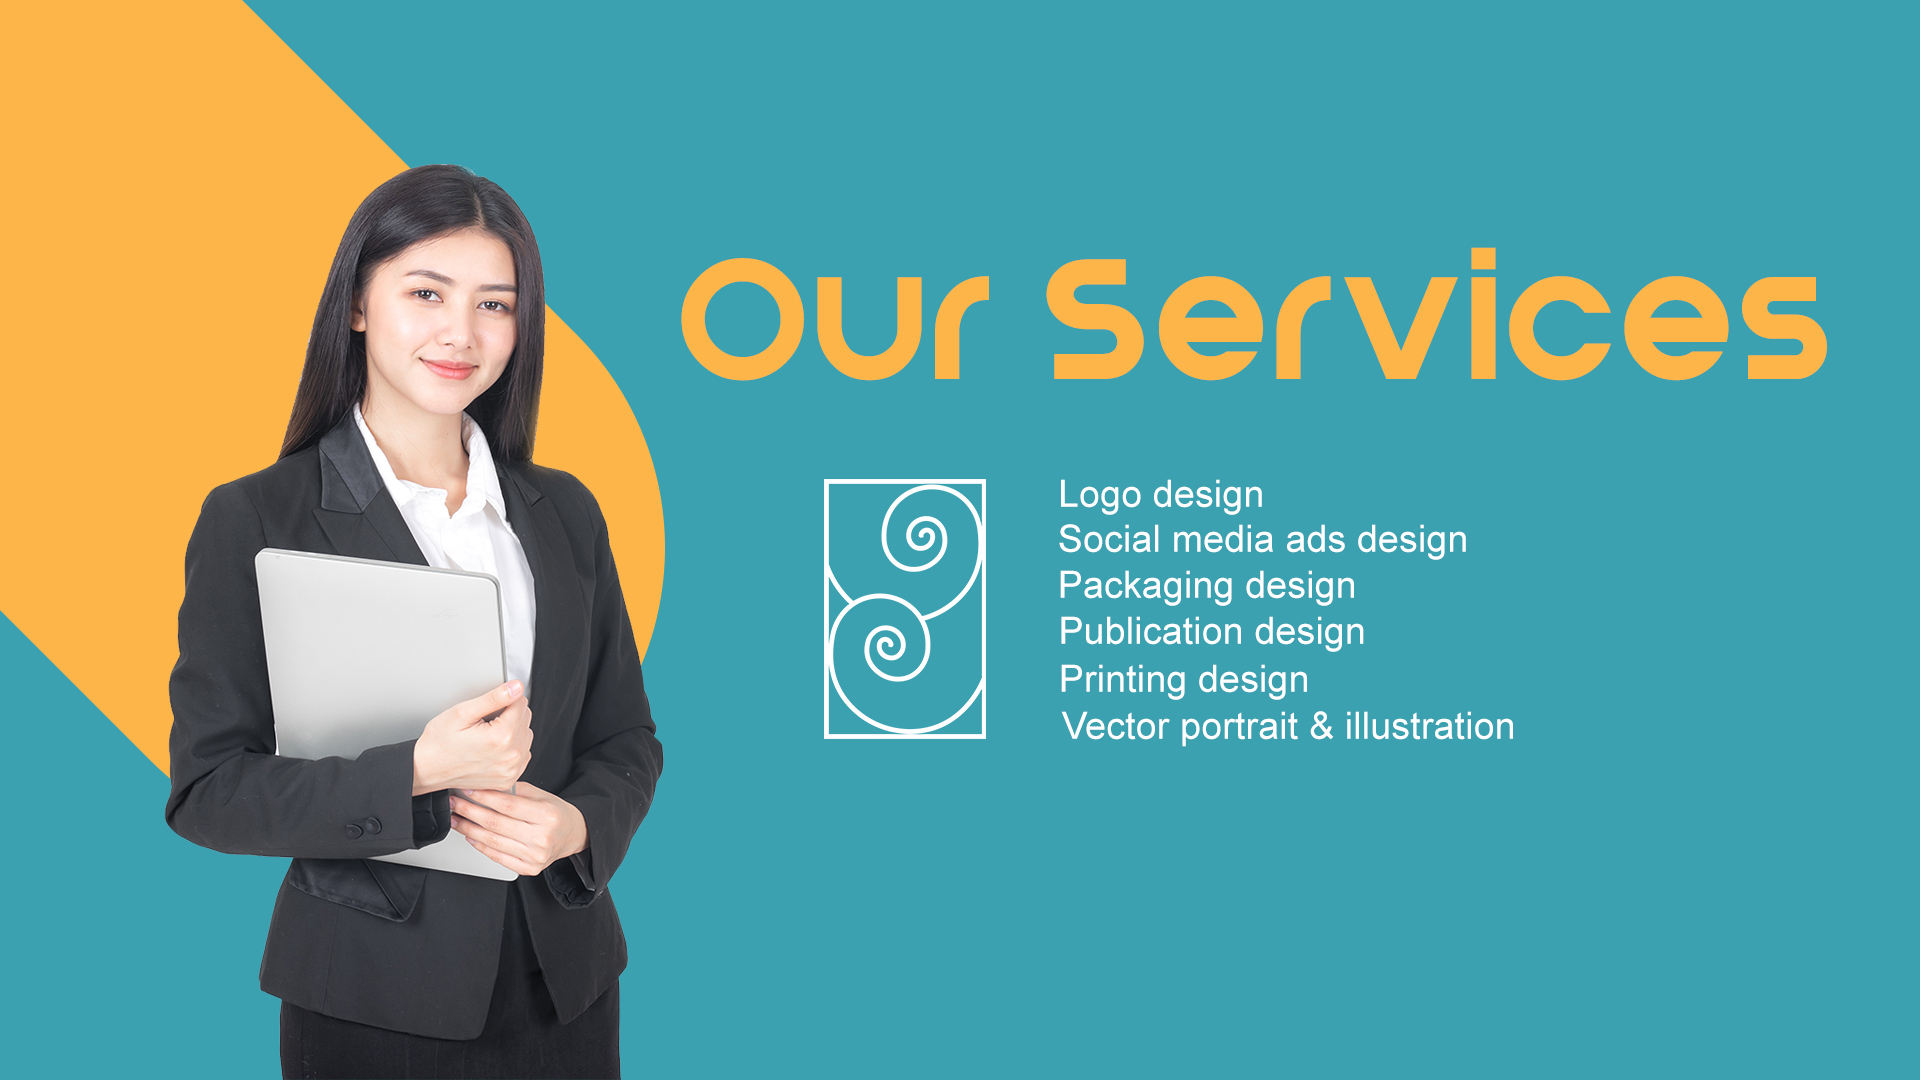 Our Services
Logo design
Social media ads design
Packaging design
Publication design
Printing design
Vector portrait & illustration